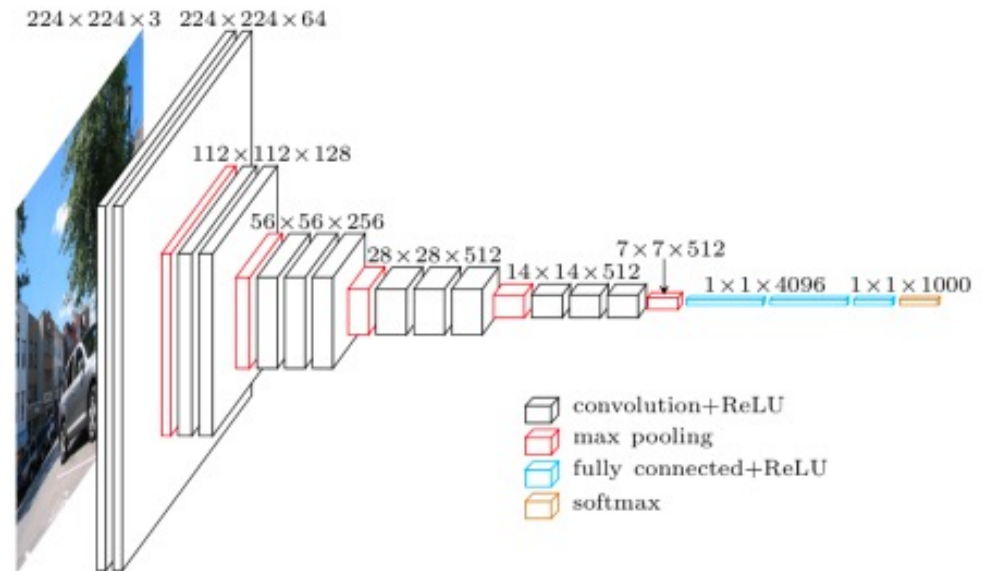 224×224×3
224×224×64
112×112×128
56×56×256
28×28×512
14×14×512
7×7×512
1×1×4096
1×1×1000
convolution+ReLU
max pooling
fully connected+ReLU
softmax